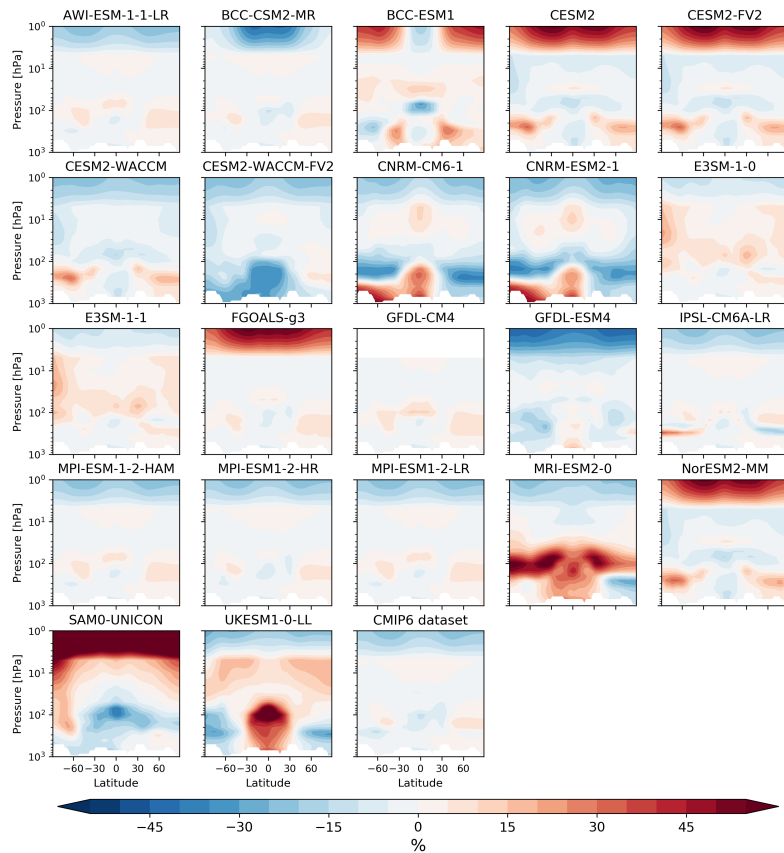 AWI-ESM-1-1-LR BCC-CSM2-MR BCC-ESM1 CESM2 CESM2-FV2
Pressure [hPa]
10⁰
10¹
10²
10³
CESM2-WACCM CESM2-WACCM-FV2 CNRM-CM6-1 CNRM-ESM2-1 E3SM-1-0
Pressure [hPa]
10⁰
10¹
10²
10³
E3SM-1-1 FGOALS-g3 GFDL-CM4 GFDL-ESM4 IPSL-CM6A-LR
Pressure [hPa]
10⁰
10¹
10²
10³
MPI-ESM-1-2-HAM MPI-ESM1-2-HR MPI-ESM1-2-LR MRI-ESM2-0 NorESM2-MM
Pressure [hPa]
10⁰
10¹
10²
10³
SAM0-UNICON UKESM1-0-LL CMIP6 dataset
Pressure [hPa]
10⁰
10¹
10²
10³
−60 −30 0 30 60 −60 −30 0 30 60 −60 −30 0 30 60
Latitude Latitude Latitude
−45 −30 −15 0 15 30 45
%